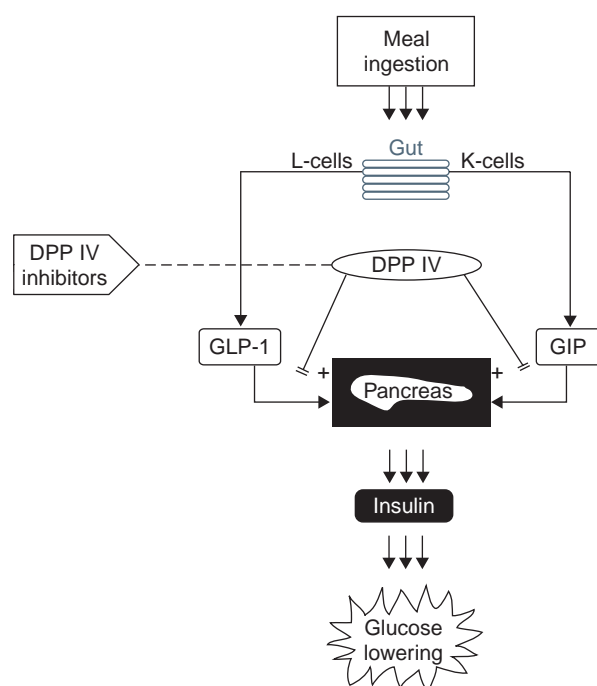 Meal
ingestion
Gut
L-cells
K-cells
DPP IV
inhibitors
DPP IV
GLP-1
GIP
+
+
Pancreas
Insulin
Glucose
lowering